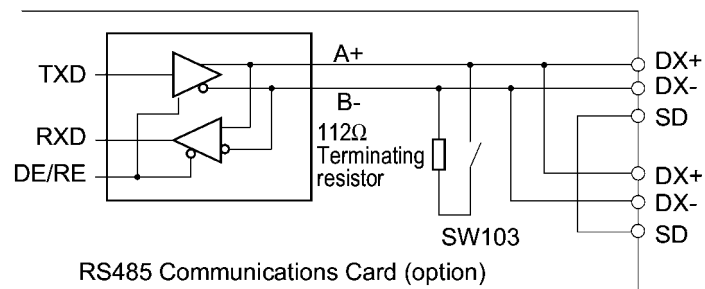 A+
TXD
DX+
DX-
B-
SD
RXD
112Ω
Terminating
resistor
DE/RE
DX+
DX-
SW103
SD
RS485 Communications Card (option)